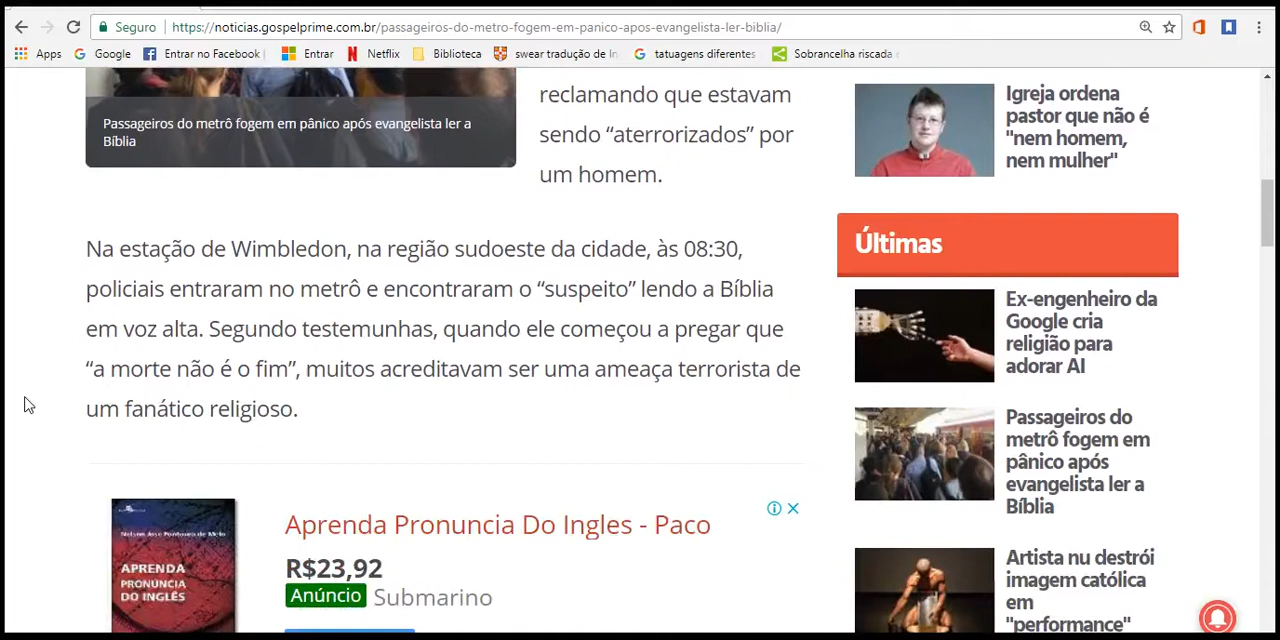 Seguro
https://noticias.gospelprime.com.br/passageiros-do-metro-fogem-em-panico-apos-evangelista-ler-biblia/
Apps
Google
Entrar no Facebook
Entrar
Netflix
Biblioteca
swear tradução de in
tatuagens diferentes
Sobrancelha riscada
Passageiros do metrô fogem em pânico após evangelista ler a
Bíblia
reclamando que estavam
sendo “aterrorizados” por
um homem.
Na estação de Wimbledon, na região sudoeste da cidade, às 08:30,
policiais entraram no metrô e encontraram o “suspeito” lendo a Bíblia
em voz alta. Segundo testemunhas, quando ele começou a pregar que
“a morte não é o fim”, muitos acreditavam ser uma ameaça terrorista de
um fanático religioso.
Nelson José Fontoura de Melo
APRENDA
PRONÚNCIA
DO INGLÊS
Aprenda Pronuncia Do Ingles - Paco
R$23,92
Anúncio Submarino
Igreja ordena
pastor que não é
"nem homem,
nem mulher"
Últimas
Ex-engenheiro da
Google cria
religião para
adorar AI
Passageiros do
metrô fogem em
pânico após
evangelista ler a
Bíblia
Artista nu destrói
imagem católica
em
"performance"